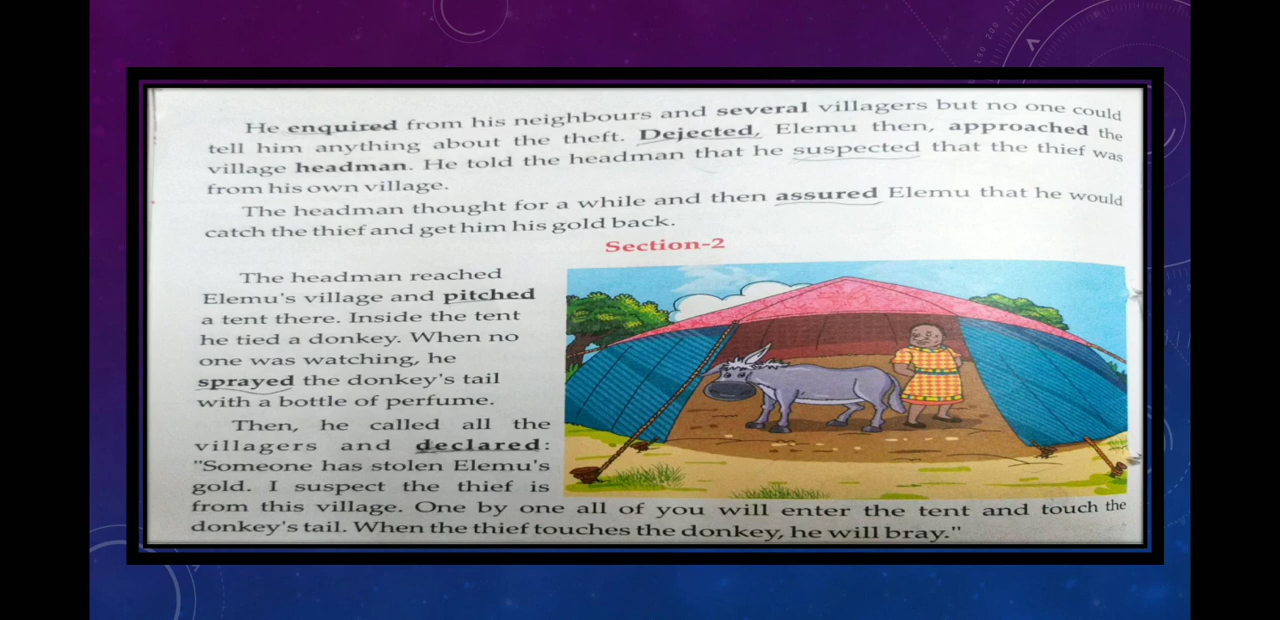 He enquired from his neighbours and several villagers but no one could
tell him anything about the theft. Dejected, Elemu then, approached the
village headman. He told the headman that he suspected that the thief was
from his own village.
The headman thought for a while and then assured Elemu that he would
catch the thief and get him his gold back.
Section-2
The headman reached
Elemu's village and pitched
a tent there. Inside the tent
he tied a donkey. When no
one was watching, he
sprayed the donkey's tail
with a bottle of perfume.
Then, he called all the
villagers and declared:
"Someone has stolen Elemu's
gold. I suspect the thief is
from this village. One by one all of you will enter the tent and touch the
donkey's tail. When the thief touches the donkey, he will bray."